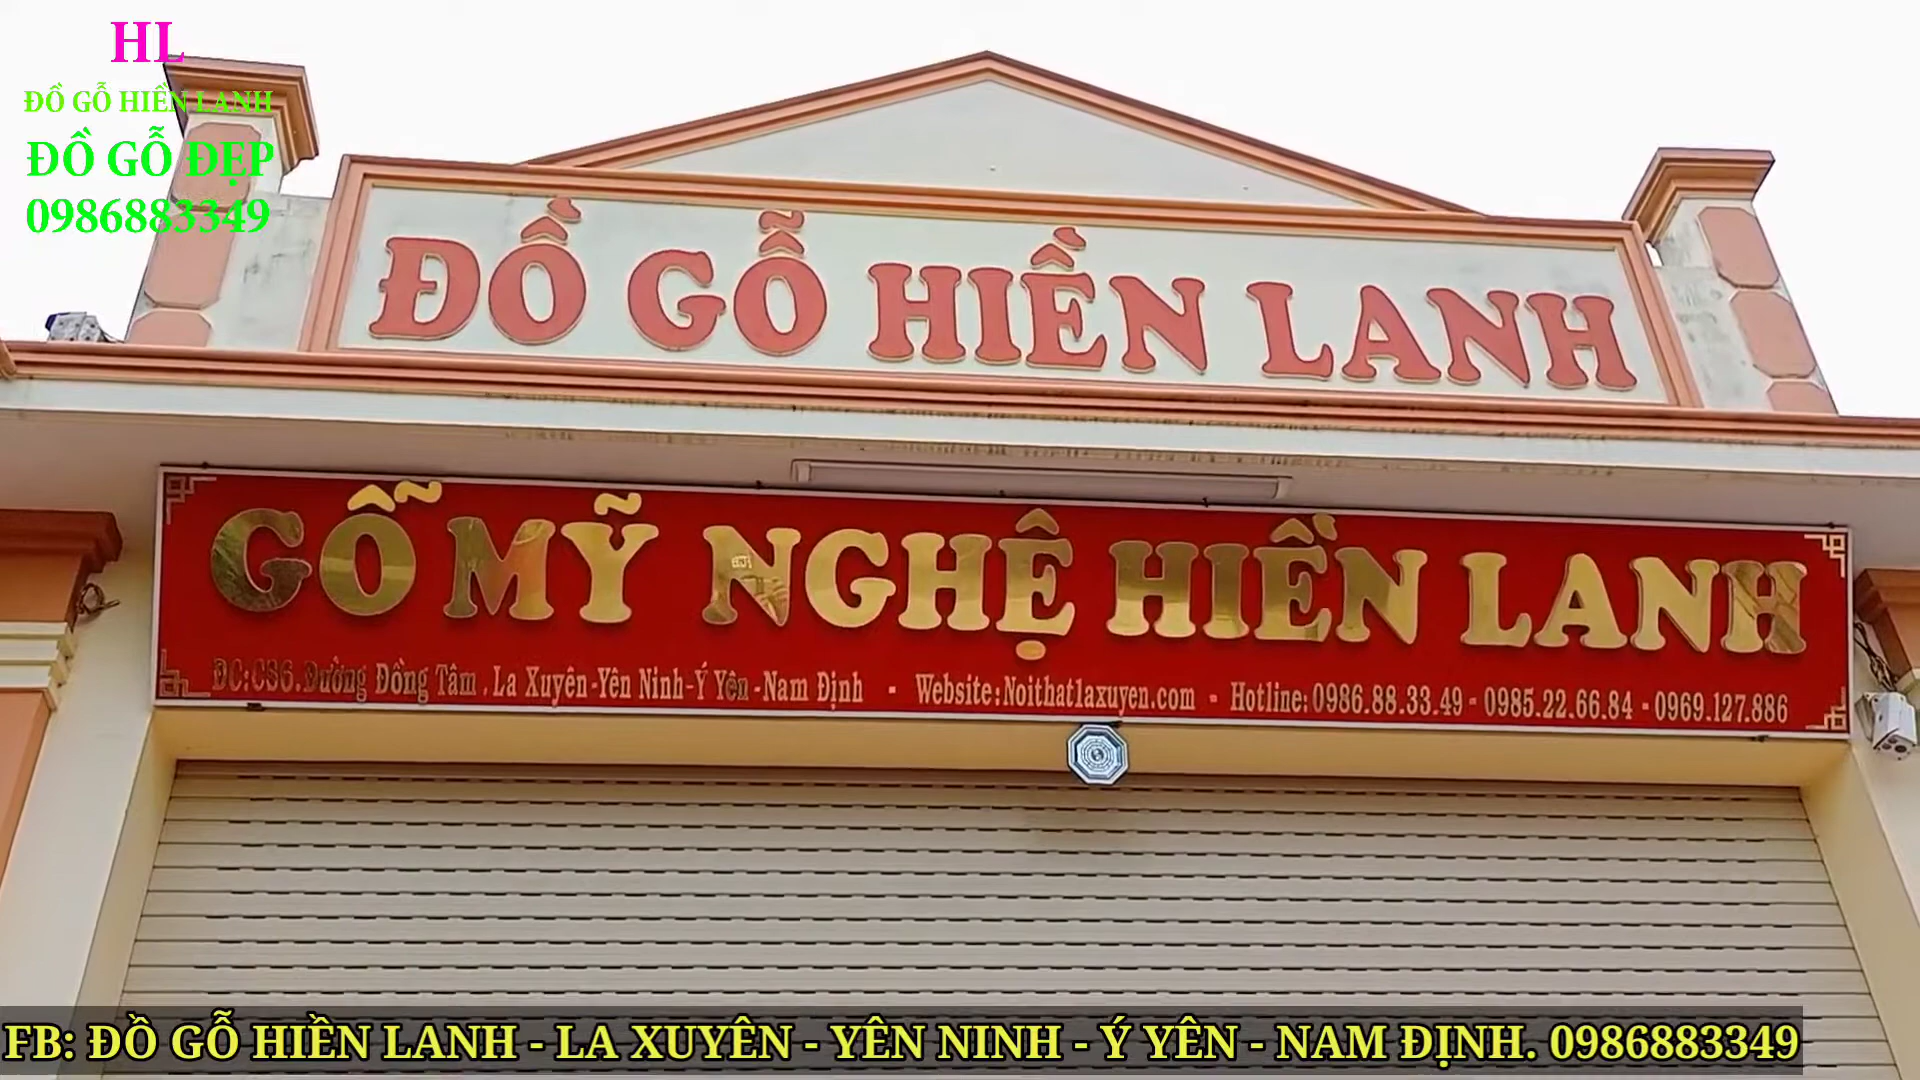 HL
ĐỒ GỖ HIỀN LANH
ĐỒ GỖ ĐẸP
0986883349
ĐỒ GỖ HIỀN LANH
GỖ MỸ NGHỆ HIỀN LANH
ĐC:CS6.Đường Đồng Tâm , La Xuyên-Yên Ninh-Ý Yên -Nam Định - Website:Noithatlaxuyen.com - Hotline:0986.88.33.49 - 0985.22.66.84 - 0969.127.886
FB: ĐỒ GỖ HIỀN LANH - LA XUYÊN - YÊN NINH - Ý YÊN - NAM ĐỊNH. 0986883349